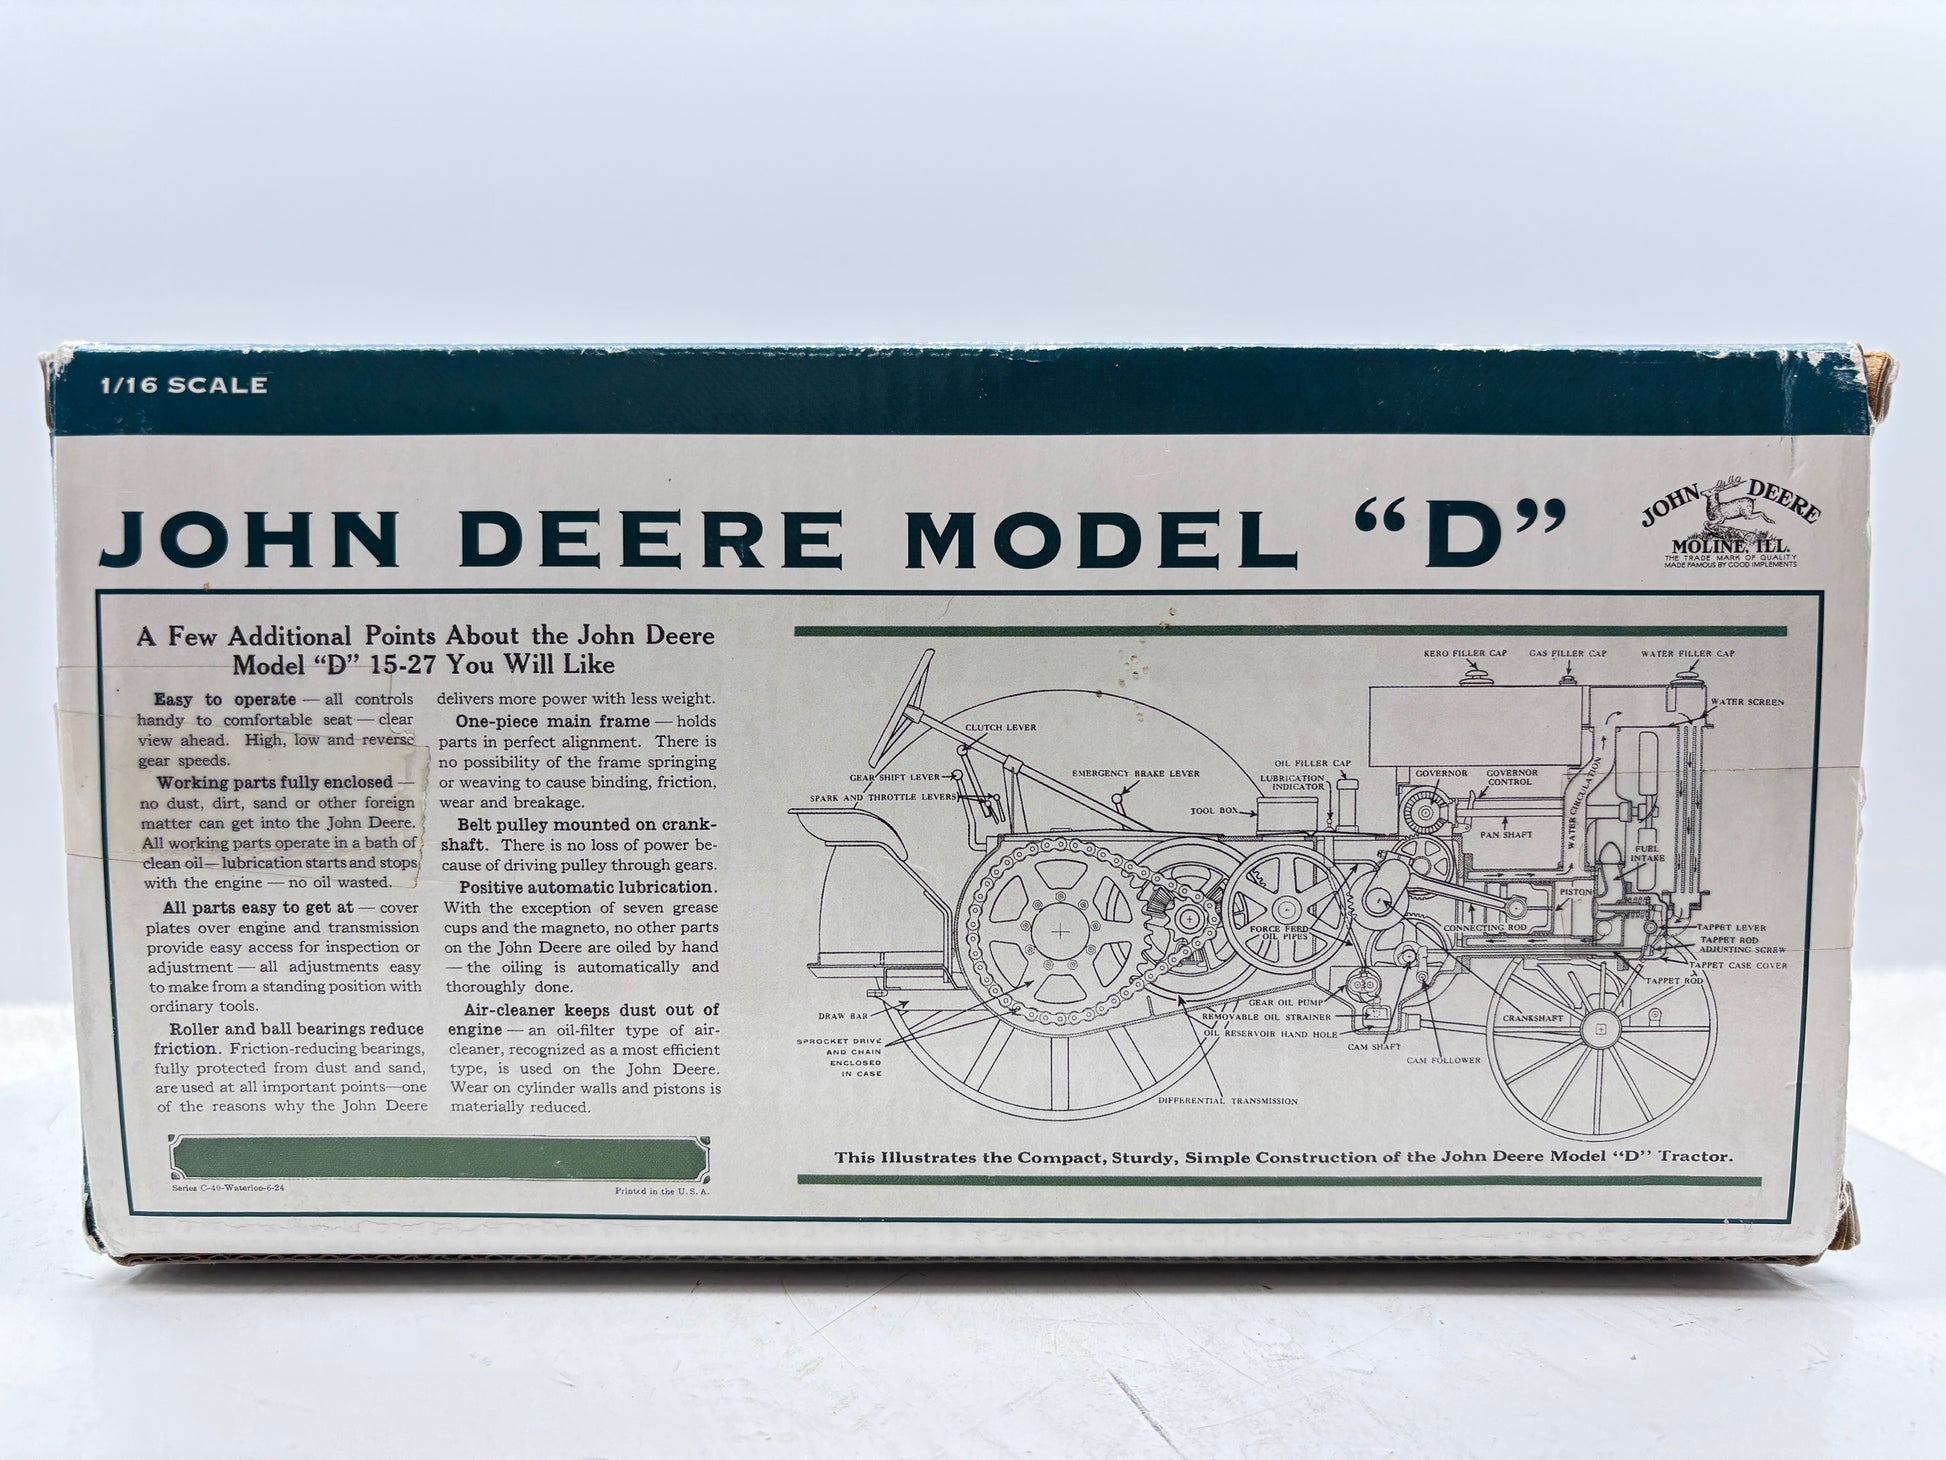 1/16 SCALE
JOHN DEERE MODEL “D”
JOHN DEERE
MOLINE, ILL.
THE TRADE MARK OF QUALITY
MADE FAMOUS BY GOOD IMPLEMENTS
A Few Additional Points About the John Deere
Model “D” 15-27 You Will Like
Easy to operate — all controls
handy to comfortable seat — clear
view ahead. High, low and reverse
gear speeds.
Working parts fully enclosed —
no dust, dirt, sand or other foreign
matter can get into the John Deere.
All working parts operate in a bath of
clean oil — lubrication starts and stops
with the engine — no oil wasted.
All parts easy to get at — cover
plates over engine and transmission
provide easy access for inspection or
adjustment — all adjustments easy
to make from a standing position with
ordinary tools.
Roller and ball bearings reduce
friction. Friction-reducing bearings,
fully protected from dust and sand,
are used at all important points—one
of the reasons why the John Deere
delivers more power with less weight.
One-piece main frame — holds
parts in perfect alignment. There is
no possibility of the frame springing
or weaving to cause binding, friction,
wear and breakage.
Belt pulley mounted on crank-
shaft. There is no loss of power be-
cause of driving pulley through gears.
Positive automatic lubrication.
With the exception of seven grease
cups and the magneto, no other parts
on the John Deere are oiled by hand
— the oiling is automatically and
thoroughly done.
Air-cleaner keeps dust out of
engine — an oil-filter type of air-
cleaner, recognized as a most efficient
type, is used on the John Deere.
Wear on cylinder walls and pistons is
materially reduced.
Series C-40-Waterloo-6-24
Printed in the U. S. A.
KERO FILLER CAP
GAS FILLER CAP
WATER FILLER CAP
WATER SCREEN
CLUTCH LEVER
GEAR SHIFT LEVER
SPARK AND THROTTLE LEVERS
EMERGENCY BRAKE LEVER
OIL FILLER CAP
LUBRICATION
INDICATOR
TOOL BOX
GOVERNOR
GOVERNOR
CONTROL
FAN SHAFT
WATER CIRCULATION
FUEL
INTAKE
PISTON
CONNECTING ROD
FORCE FEED
OIL PIPES
TAPPET LEVER
TAPPET ROD
ADJUSTING SCREW
TAPPET CASE COVER
TAPPET ROD
GEAR OIL PUMP
REMOVABLE OIL STRAINER
OIL RESERVOIR HAND HOLE
CRANKSHAFT
CAM SHAFT
CAM FOLLOWER
DRAW BAR
SPROCKET DRIVE
AND CHAIN
ENCLOSED
IN CASE
DIFFERENTIAL TRANSMISSION
This Illustrates the Compact, Sturdy, Simple Construction of the John Deere Model “D” Tractor.